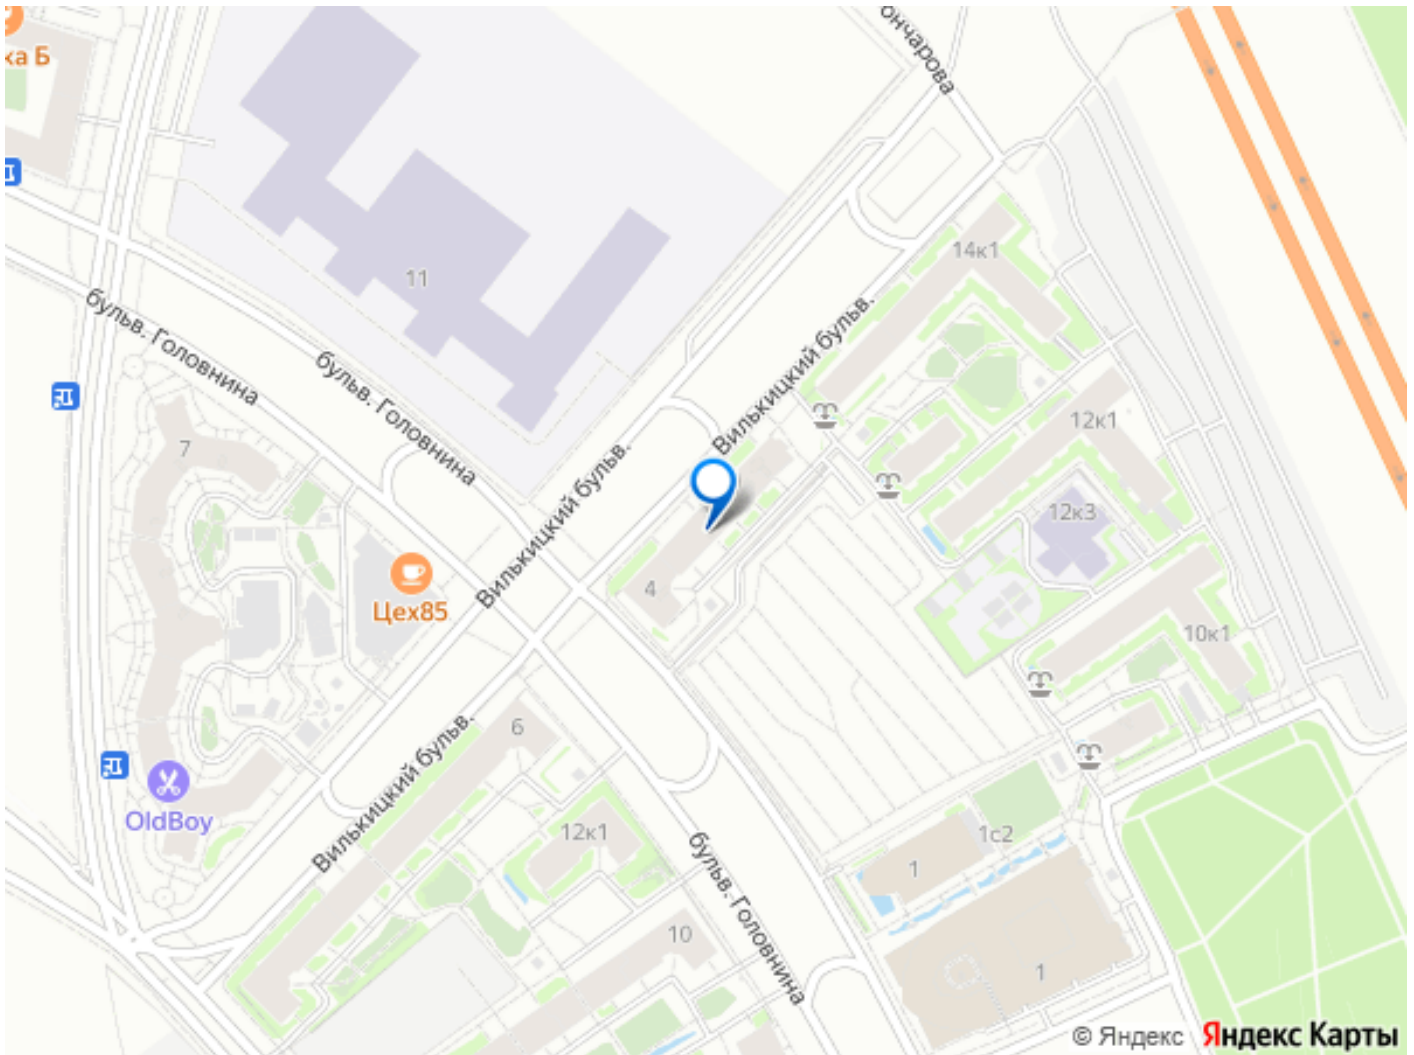 ка Б
ончарова
14к1
11
бульв. Головнина
бульв. Головнина
Вилькицкий бульв.
12к1
7
Вилькицкий бульв.
12к3
Цех85
4
10к1
6
Вилькицкий бульв.
OldBoy
12к1
1с2
1
бульв. Головнина
10
1
© Яндекс Яндекс Карты